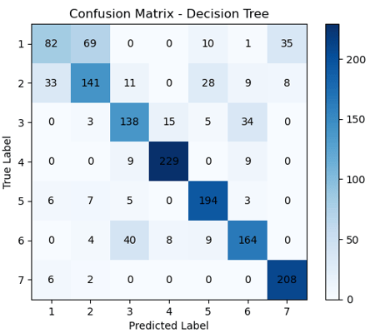 Confusion Matrix - Decision Tree
1 82 69 0 0 10 1 35
2 33 141 11 0 28 9 8
3 0 3 138 15 5 34 0
4 0 0 9 229 0 9 0
5 6 7 5 0 194 3 0
6 0 4 40 8 9 164 0
7 6 2 0 0 0 0 208
1 2 3 4 5 6 7
Predicted Label
True Label
200
150
100
50
0